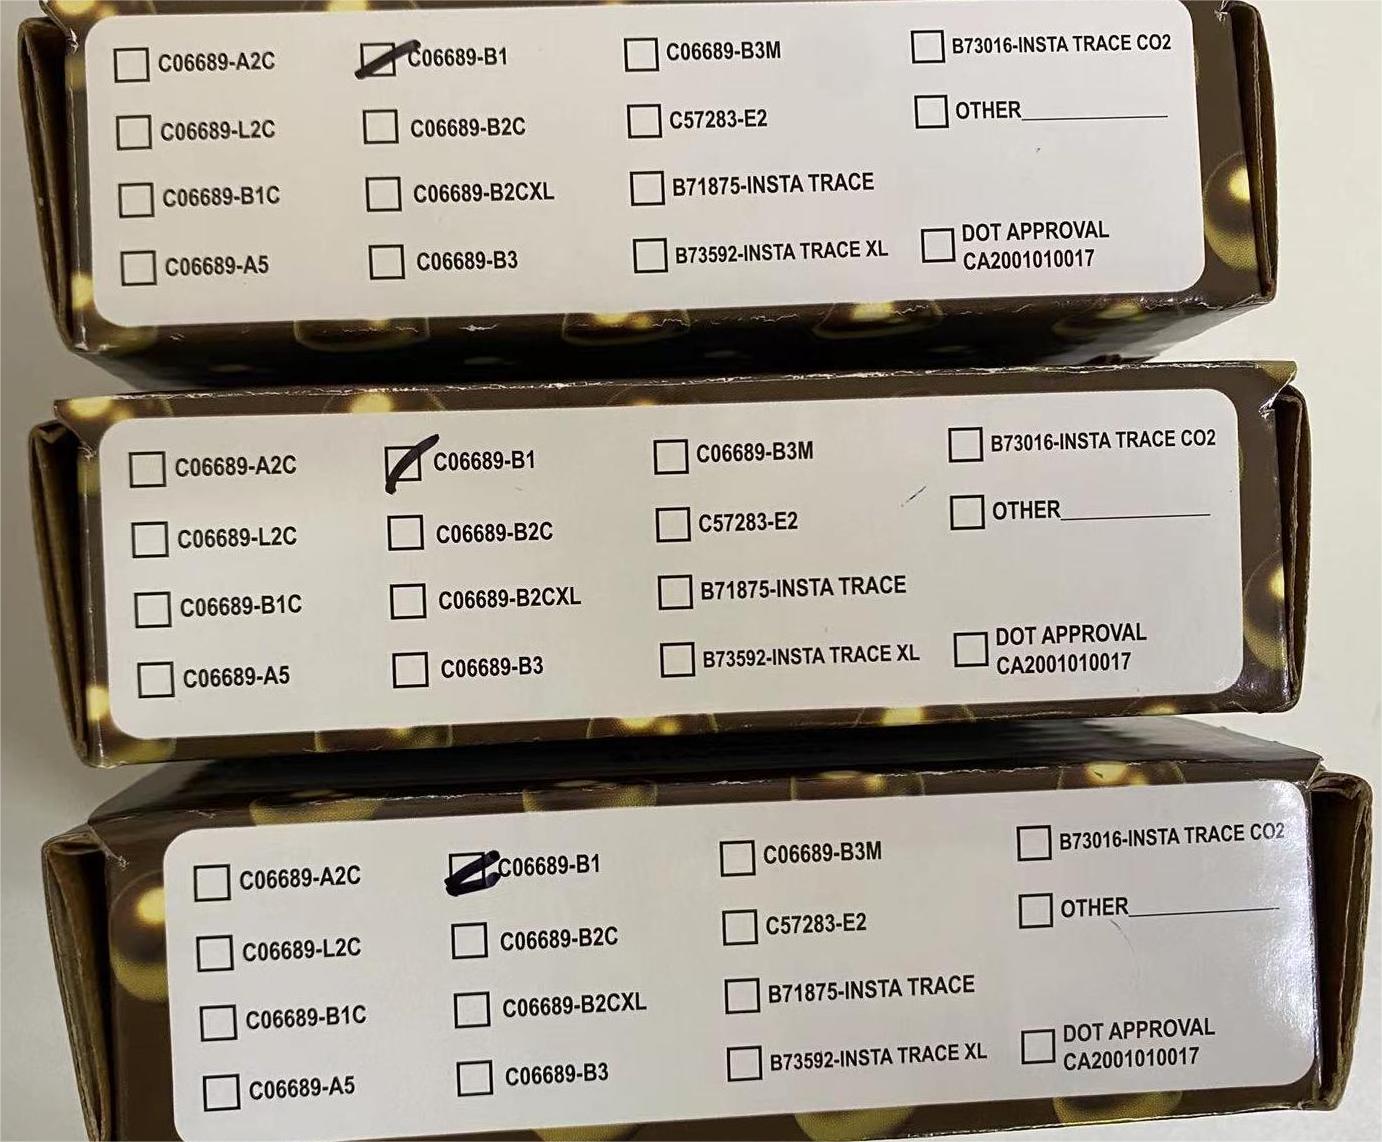 C06689-A2C C06689-B1 C06689-B3M B73016-INSTA TRACE CO2
C06689-L2C C06689-B2C C57283-E2 OTHER
C06689-B1C C06689-B2CXL B71875-INSTA TRACE
C06689-A5 C06689-B3 B73592-INSTA TRACE XL DOT APPROVAL
CA2001010017
C06689-A2C C06689-B1 C06689-B3M B73016-INSTA TRACE CO2
C06689-L2C C06689-B2C C57283-E2 OTHER
C06689-B1C C06689-B2CXL B71875-INSTA TRACE
C06689-A5 C06689-B3 B73592-INSTA TRACE XL DOT APPROVAL
CA2001010017
C06689-A2C C06689-B1 C06689-B3M B73016-INSTA TRACE CO2
C06689-L2C C06689-B2C C57283-E2 OTHER
C06689-B1C C06689-B2CXL B71875-INSTA TRACE
C06689-A5 C06689-B3 B73592-INSTA TRACE XL DOT APPROVAL
CA2001010017